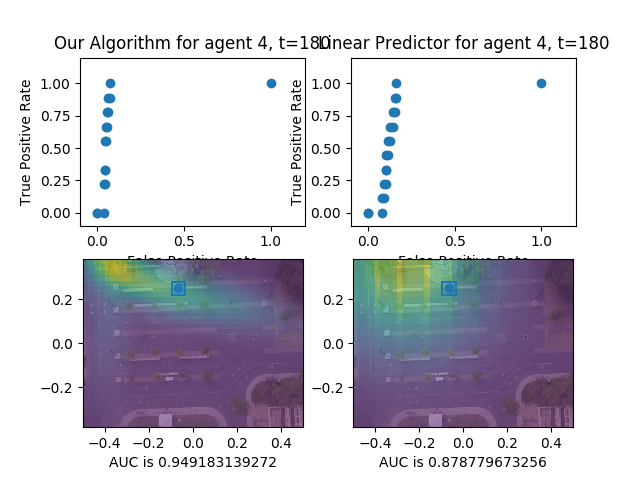 Our Algorithm for agent 4, t=180
Linear Predictor for agent 4, t=180
True Positive Rate
1.00
0.75
0.50
0.25
0.00
0.0 0.5 1.0
False Positive Rate
True Positive Rate
1.00
0.75
0.50
0.25
0.00
0.0 0.5 1.0
False Positive Rate
0.2
0.0
−0.2
−0.4 −0.2 0.0 0.2 0.4
AUC is 0.949183139272
0.2
0.0
−0.2
−0.4 −0.2 0.0 0.2 0.4
AUC is 0.878779673256